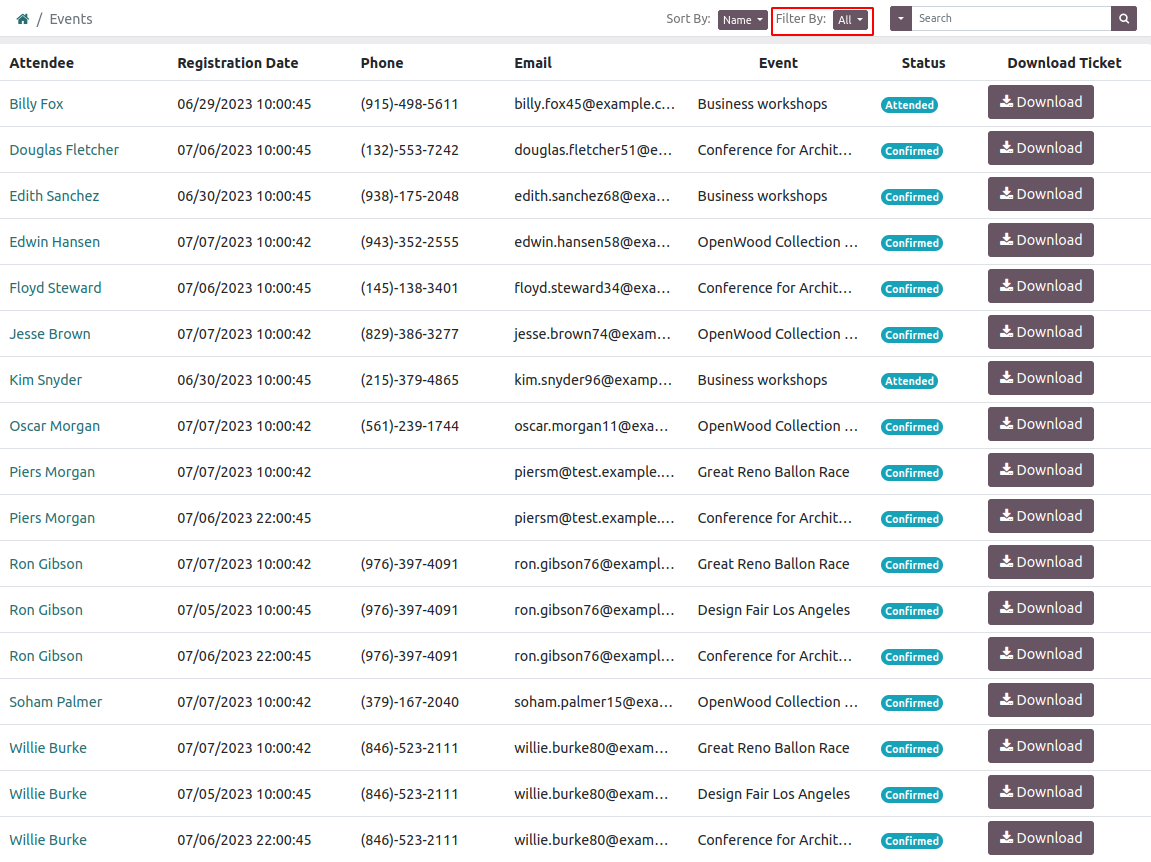 / Events Sort By: Name Filter By: All Search
Attendee Registration Date Phone Email Event Status Download Ticket
Billy Fox 06/29/2023 10:00:45 (915)-498-5611 billy.fox45@example.c... Business workshops Attended Download
Douglas Fletcher 07/06/2023 10:00:45 (132)-553-7242 douglas.fletcher51@e... Conference for Archit... Confirmed Download
Edith Sanchez 06/30/2023 10:00:45 (938)-175-2048 edith.sanchez68@exa... Business workshops Confirmed Download
Edwin Hansen 07/07/2023 10:00:42 (943)-352-2555 edwin.hansen58@exa... OpenWood Collection ... Confirmed Download
Floyd Steward 07/06/2023 10:00:45 (145)-138-3401 floyd.steward34@exa... Conference for Archit... Confirmed Download
Jesse Brown 07/07/2023 10:00:42 (829)-386-3277 jesse.brown74@exam... OpenWood Collection ... Confirmed Download
Kim Snyder 06/30/2023 10:00:45 (215)-379-4865 kim.snyder96@examp... Business workshops Attended Download
Oscar Morgan 07/07/2023 10:00:42 (561)-239-1744 oscar.morgan11@exa... OpenWood Collection ... Confirmed Download
Piers Morgan 07/07/2023 10:00:42 piersm@test.example.... Great Reno Ballon Race Confirmed Download
Piers Morgan 07/06/2023 22:00:45 piersm@test.example.... Conference for Archit... Confirmed Download
Ron Gibson 07/07/2023 10:00:42 (976)-397-4091 ron.gibson76@exampl... Great Reno Ballon Race Confirmed Download
Ron Gibson 07/05/2023 10:00:45 (976)-397-4091 ron.gibson76@exampl... Design Fair Los Angeles Confirmed Download
Ron Gibson 07/06/2023 22:00:45 (976)-397-4091 ron.gibson76@exampl... Conference for Archit... Confirmed Download
Soham Palmer 07/07/2023 10:00:42 (379)-167-2040 soham.palmer15@exa... OpenWood Collection ... Confirmed Download
Willie Burke 07/07/2023 10:00:42 (846)-523-2111 willie.burke80@exam... Great Reno Ballon Race Confirmed Download
Willie Burke 07/05/2023 10:00:45 (846)-523-2111 willie.burke80@exam... Design Fair Los Angeles Confirmed Download
Willie Burke 07/06/2023 22:00:45 (846)-523-2111 willie.burke80@exam... Conference for Archit... Confirmed Download